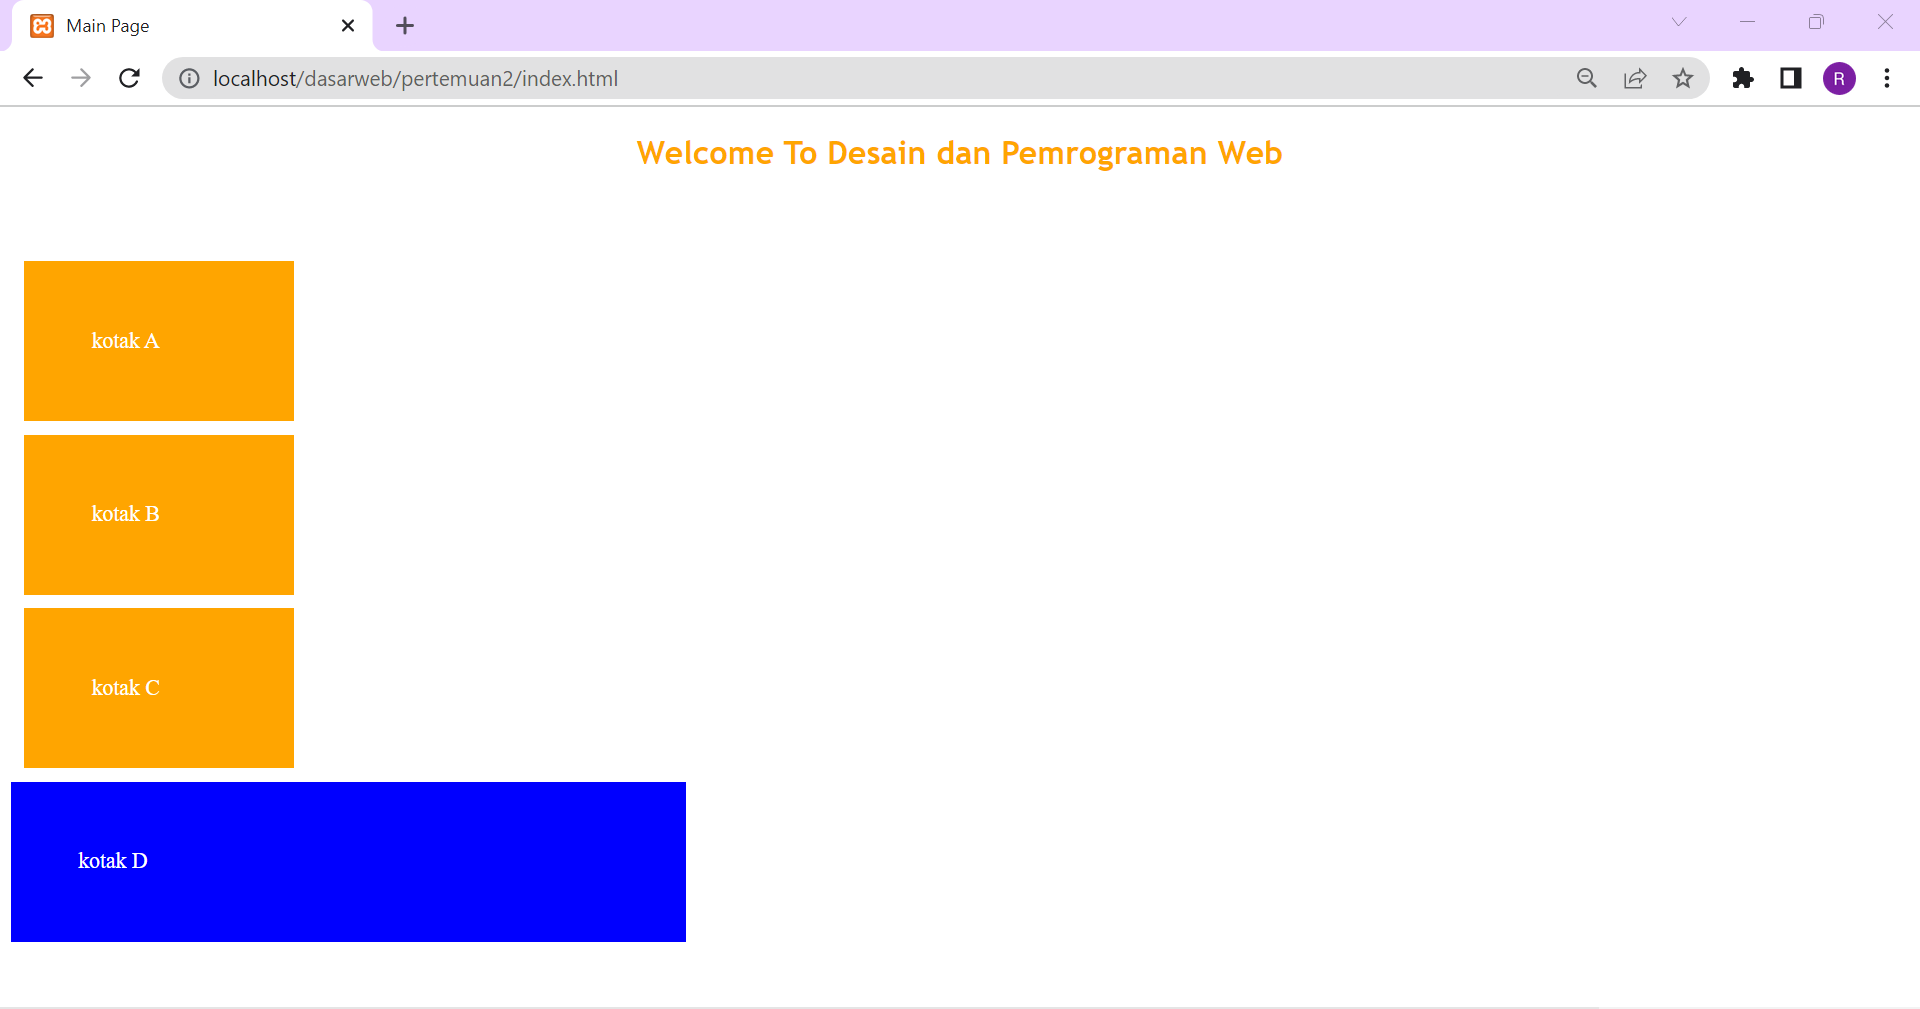 Main Page
localhost/dasarweb/pertemuan2/index.html
R
Welcome To Desain dan Pemrograman Web
kotak A
kotak B
kotak C
kotak D